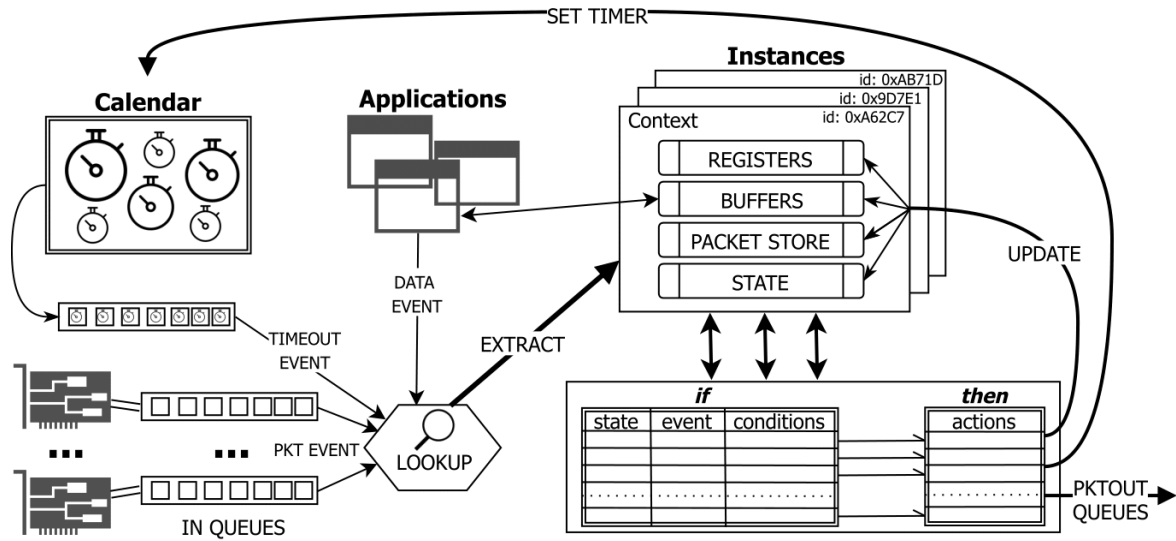 SET TIMER
Instances
id: 0xAB71D
Calendar
Applications
id: 0x9D7E1
id: 0xA62C7
Context
REGISTERS
BUFFERS
PACKET STORE
STATE
UPDATE
DATA
EVENT
TIMEOUT
EVENT
EXTRACT
if
then
state event conditions
actions
PKT EVENT
LOOKUP
PKTOUT
QUEUES
IN QUEUES